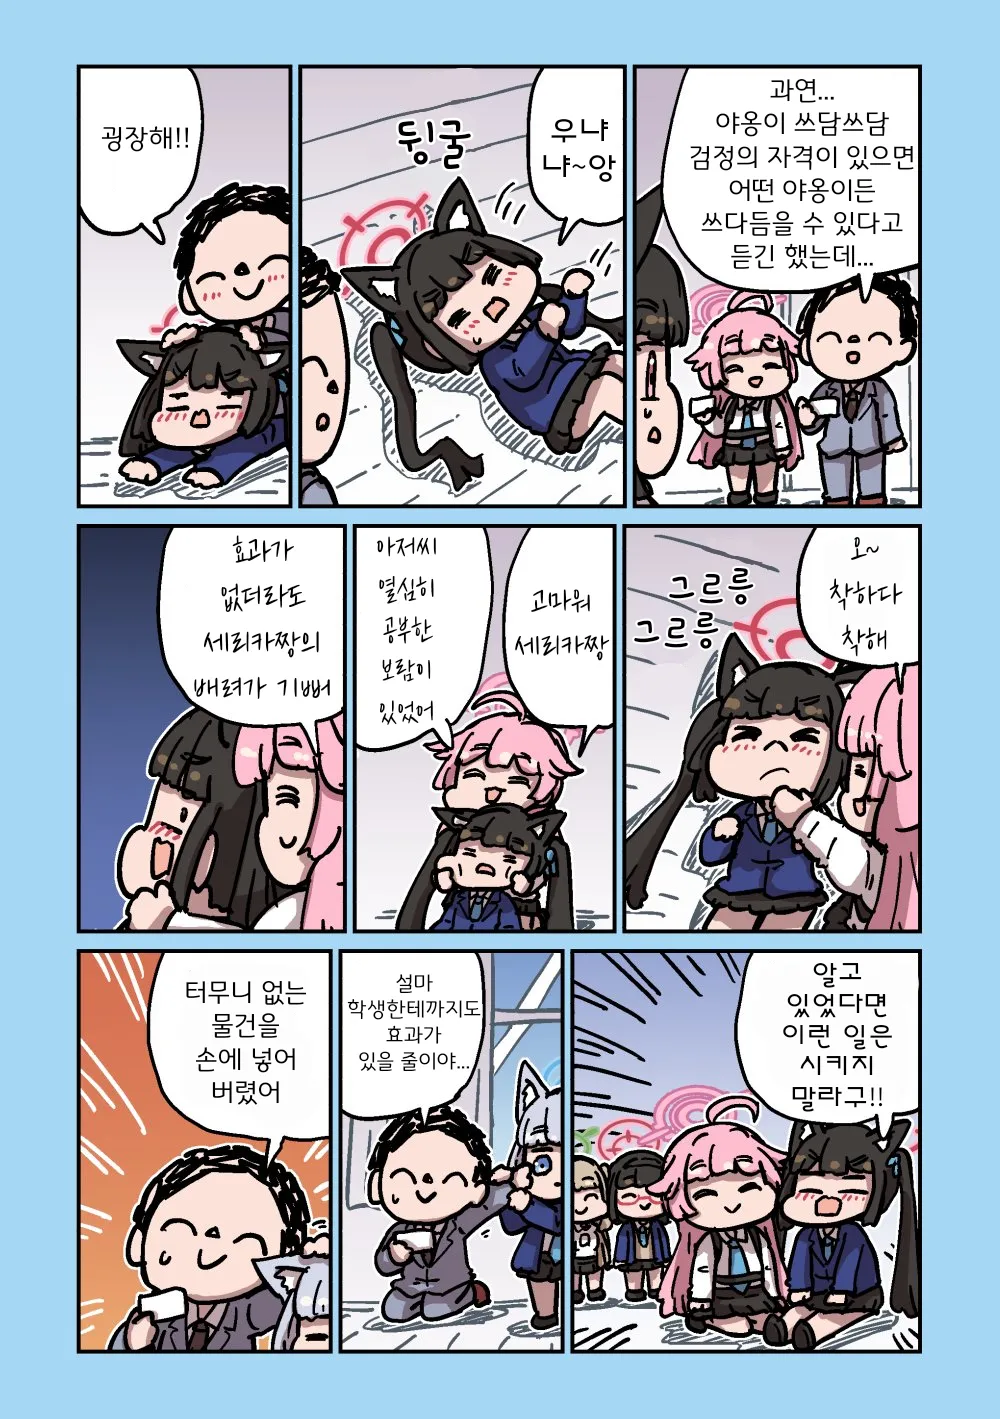 과연...
야옹이 쓰담쓰담
검정의 자격이 있으면
어떤 야옹이든
쓰다듬을 수 있다고
듣긴 했는데...
우냐
냐~앙
뒹굴
굉장해!!
오~
착하다
착해
그르릉
그르릉
고마워
세리카짱
아저씨
열심히
공부한
보람이
있었어
효과가
없더라도
세리카짱의
배려가 기뻐
알고
있었다면
이런 일은
시키지
말라구!!
설마
학생한테까지도
효과가
있을 줄이야...
터무니 없는
물건을
손에 넣어
버렸어